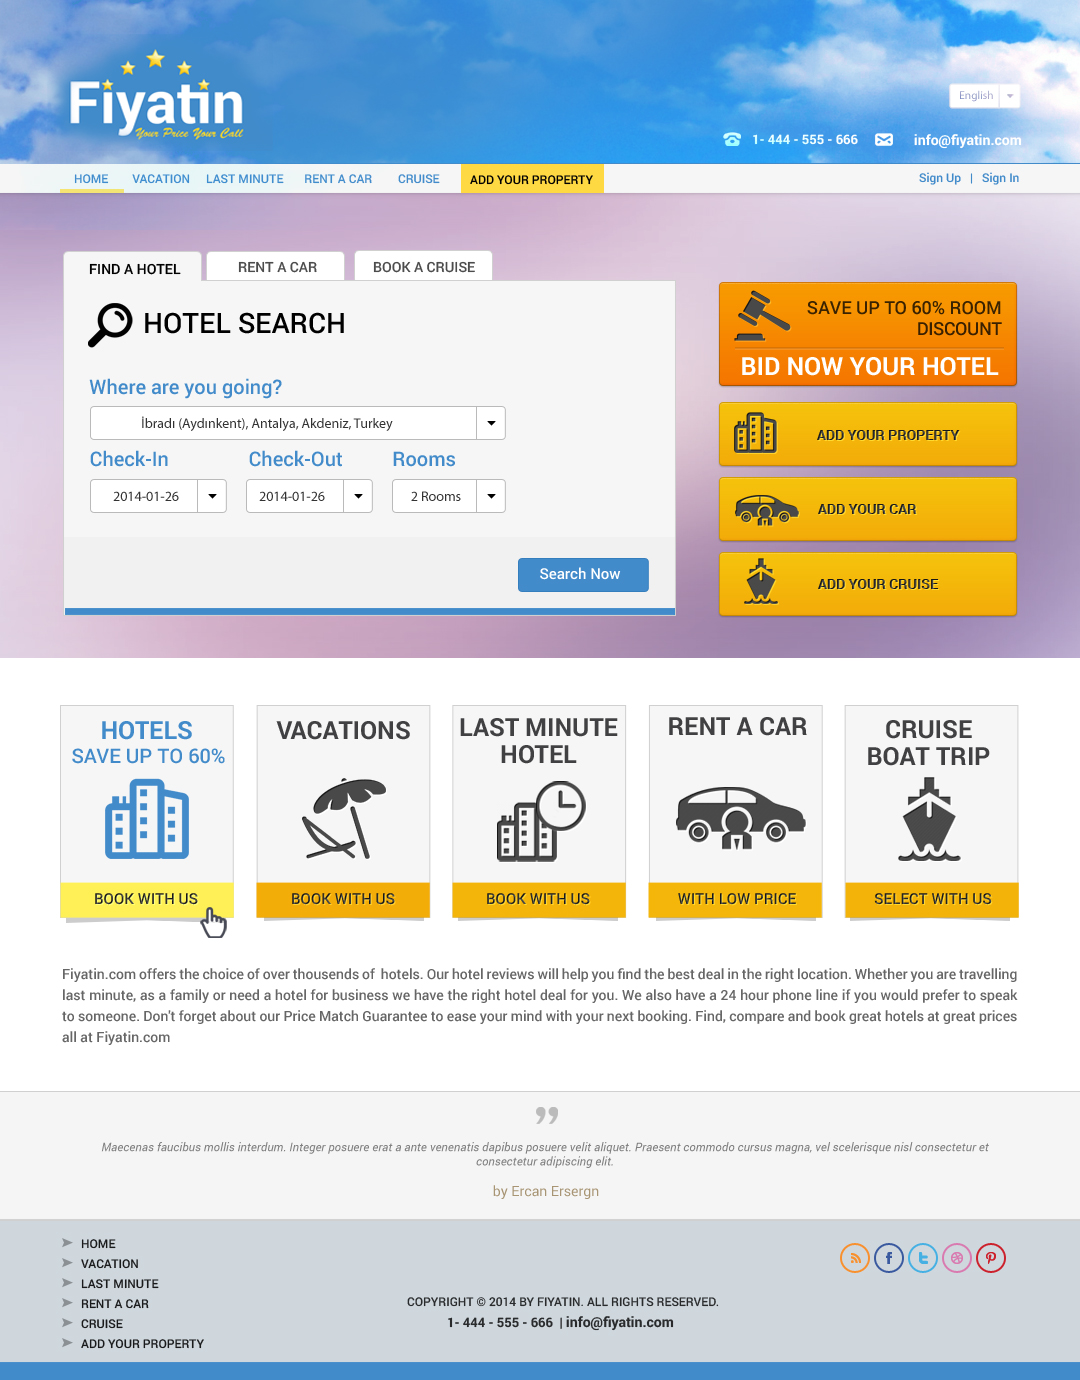 Fiyatin
Your Price Your Call
English
1- 444 - 555 - 666 info@fiyatin.com
HOME VACATION LAST MINUTE RENT A CAR CRUISE ADD YOUR PROPERTY Sign Up | Sign In
FIND A HOTEL RENT A CAR BOOK A CRUISE
HOTEL SEARCH
Where are you going?
İbradı (Aydınkent), Antalya, Akdeniz, Turkey
Check-In Check-Out Rooms
2014-01-26 2014-01-26 2 Rooms
Search Now
SAVE UP TO 60% ROOM
DISCOUNT
BID NOW YOUR HOTEL
ADD YOUR PROPERTY
ADD YOUR CAR
ADD YOUR CRUISE
HOTELS
SAVE UP TO 60%
BOOK WITH US
VACATIONS
BOOK WITH US
LAST MINUTE
HOTEL
BOOK WITH US
RENT A CAR
WITH LOW PRICE
CRUISE
BOAT TRIP
SELECT WITH US
Fiyatin.com offers the choice of over thousands of hotels. Our hotel reviews will help you find the best deal in the right location. Whether you are travelling
last minute, as a family or need a hotel for business we have the right hotel deal for you. We also have a 24 hour phone line if you would prefer to speak
to someone. Don't forget about our Price Match Guarantee to ease your mind with your next booking. Find, compare and book great hotels at great prices
all at Fiyatin.com
”
Maecenas faucibus mollis interdum. Integer posuere erat a ante venenatis dapibus posuere velit aliquet. Praesent commodo cursus magna, vel scelerisque nisl consectetur et
consectetur adipiscing elit.
by Ercan Ersergn
HOME
VACATION
LAST MINUTE
RENT A CAR
CRUISE
ADD YOUR PROPERTY
COPYRIGHT © 2014 BY FIYATIN. ALL RIGHTS RESERVED.
1- 444 - 555 - 666 | info@fiyatin.com